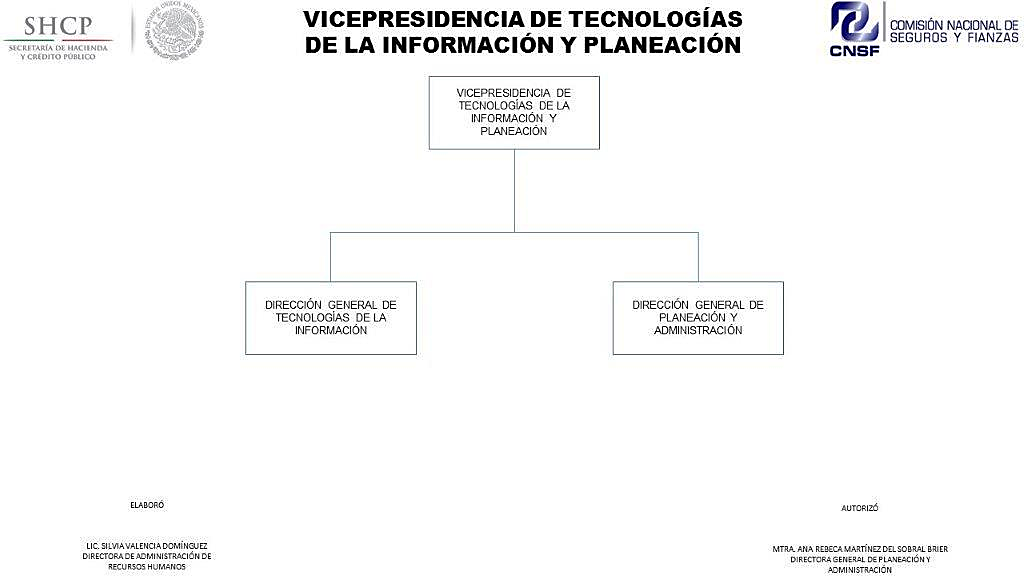 SHCP
SECRETARÍA DE HACIENDA
Y CRÉDITO PÚBLICO
ESTADOS UNIDOS MEXICANOS
VICEPRESIDENCIA DE TECNOLOGÍAS
DE LA INFORMACIÓN Y PLANEACIÓN
CNSF
COMISIÓN NACIONAL DE
SEGUROS Y FIANZAS
VICEPRESIDENCIA DE
TECNOLOGÍAS DE LA
INFORMACIÓN Y
PLANEACIÓN
DIRECCIÓN GENERAL DE
TECNOLOGÍAS DE LA
INFORMACIÓN
DIRECCIÓN GENERAL DE
PLANEACIÓN Y
ADMINISTRACIÓN
ELABORÓ
LIC. SILVIA VALENCIA DOMÍNGUEZ
DIRECTORA DE ADMINISTRACIÓN DE
RECURSOS HUMANOS
AUTORIZÓ
MTRA. ANA REBECA MARTÍNEZ DEL SOBRAL BRIER
DIRECTORA GENERAL DE PLANEACIÓN Y
ADMINISTRACIÓN